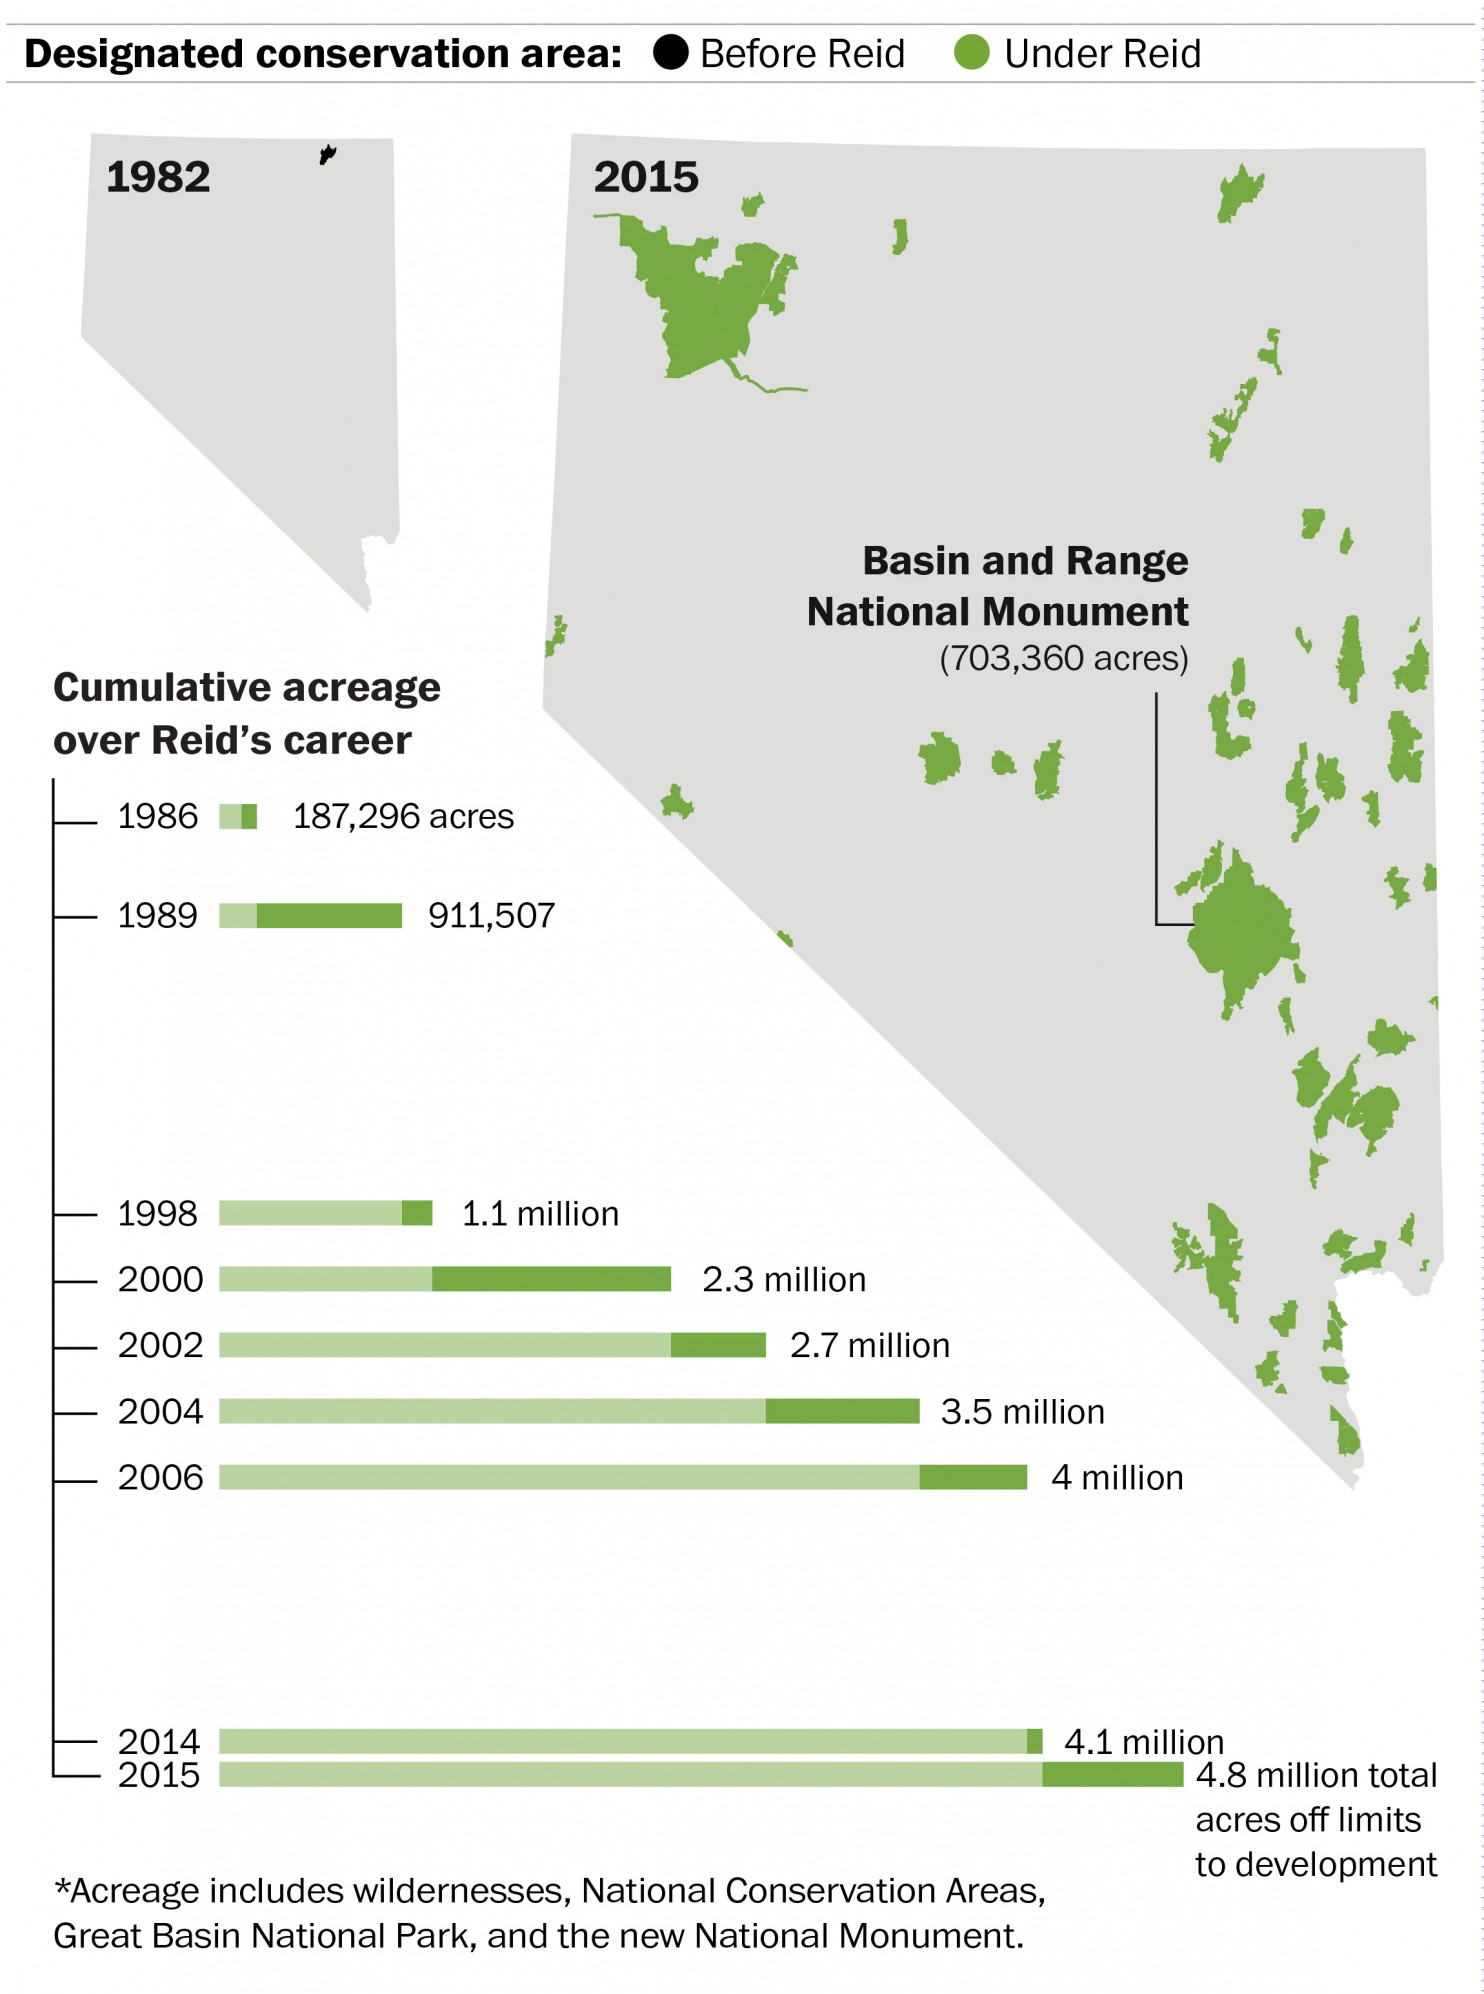 Designated conservation area: Before Reid Under Reid
1982
2015
Basin and Range
National Monument
(703,360 acres)
Cumulative acreage
over Reid’s career
1986 187,296 acres
1989 911,507
1998 1.1 million
2000 2.3 million
2002 2.7 million
2004 3.5 million
2006 4 million
2014 4.1 million
2015 4.8 million total
acres off limits
to development
*Acreage includes wildernesses, National Conservation Areas,
Great Basin National Park, and the new National Monument.